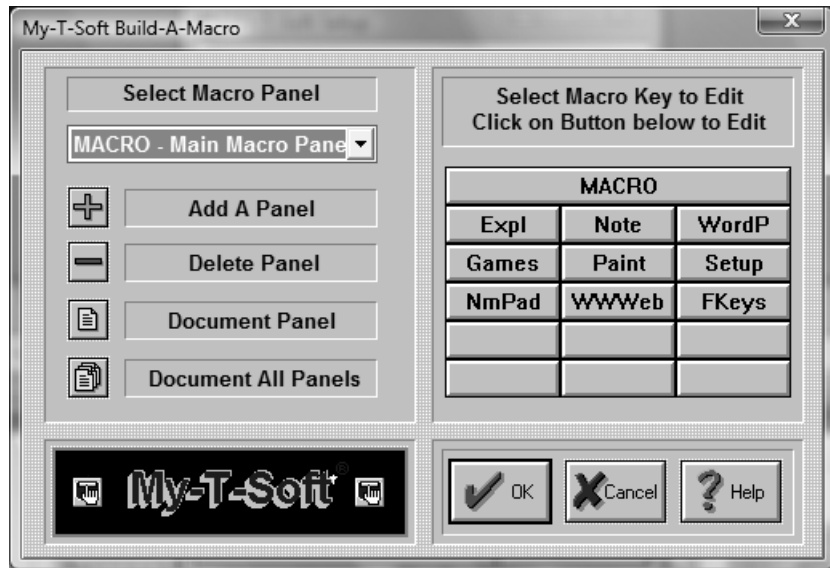 My-T-Soft Build-A-Macro
Select Macro Panel
MACRO - Main Macro Pane
Add A Panel
Delete Panel
Document Panel
Document All Panels
Select Macro Key to Edit
Click on Button below to Edit
MACRO
Expl Note WordP
Games Paint Setup
NmPad WWWeb FKeys
My-T-Soft®
OK Cancel Help